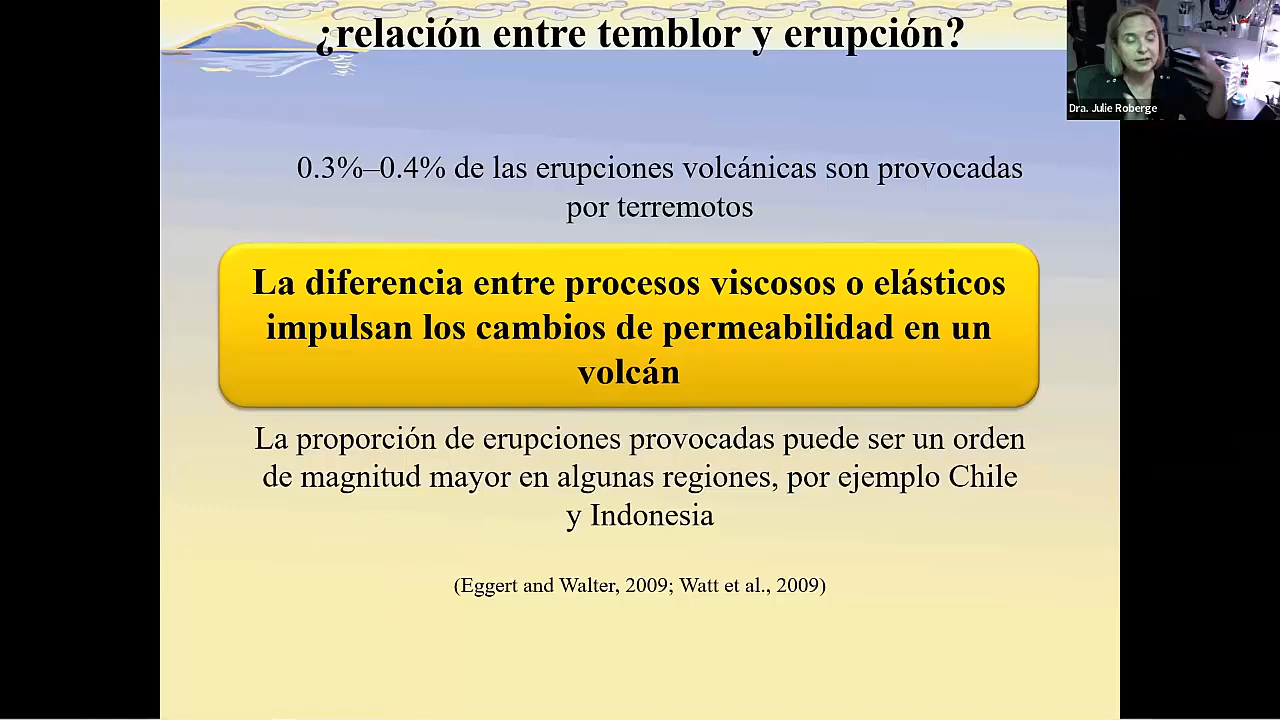 ¿relación entre temblor y erupción?
Dra. Julie Roberge
0.3%–0.4% de las erupciones volcánicas son provocadas
por terremotos
La diferencia entre procesos viscosos o elásticos
impulsan los cambios de permeabilidad en un
volcán
La proporción de erupciones provocadas puede ser un orden
de magnitud mayor en algunas regiones, por ejemplo Chile
y Indonesia
(Eggert and Walter, 2009; Watt et al., 2009)